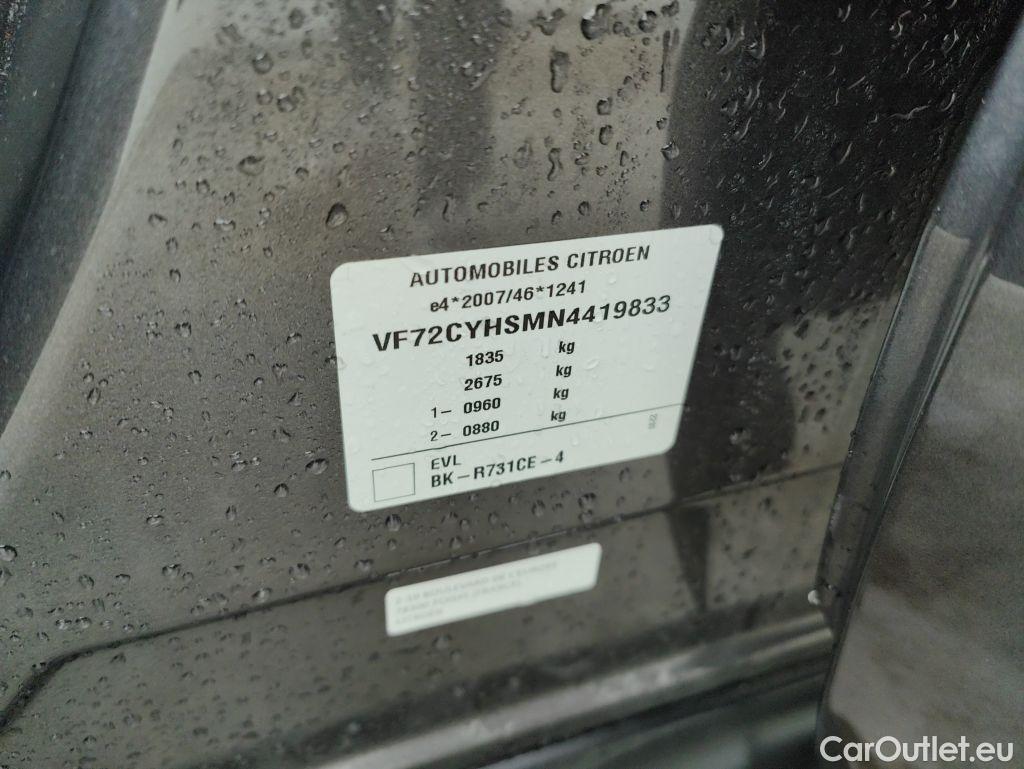 AUTOMOBILES CITROEN
e4*2007/46*1241
VF72CYHSMN4419833
1835 kg
2675 kg
1- 0960 kg
2- 0880 kg
EVL
BK-R731CE-4
CarOutlet.eu